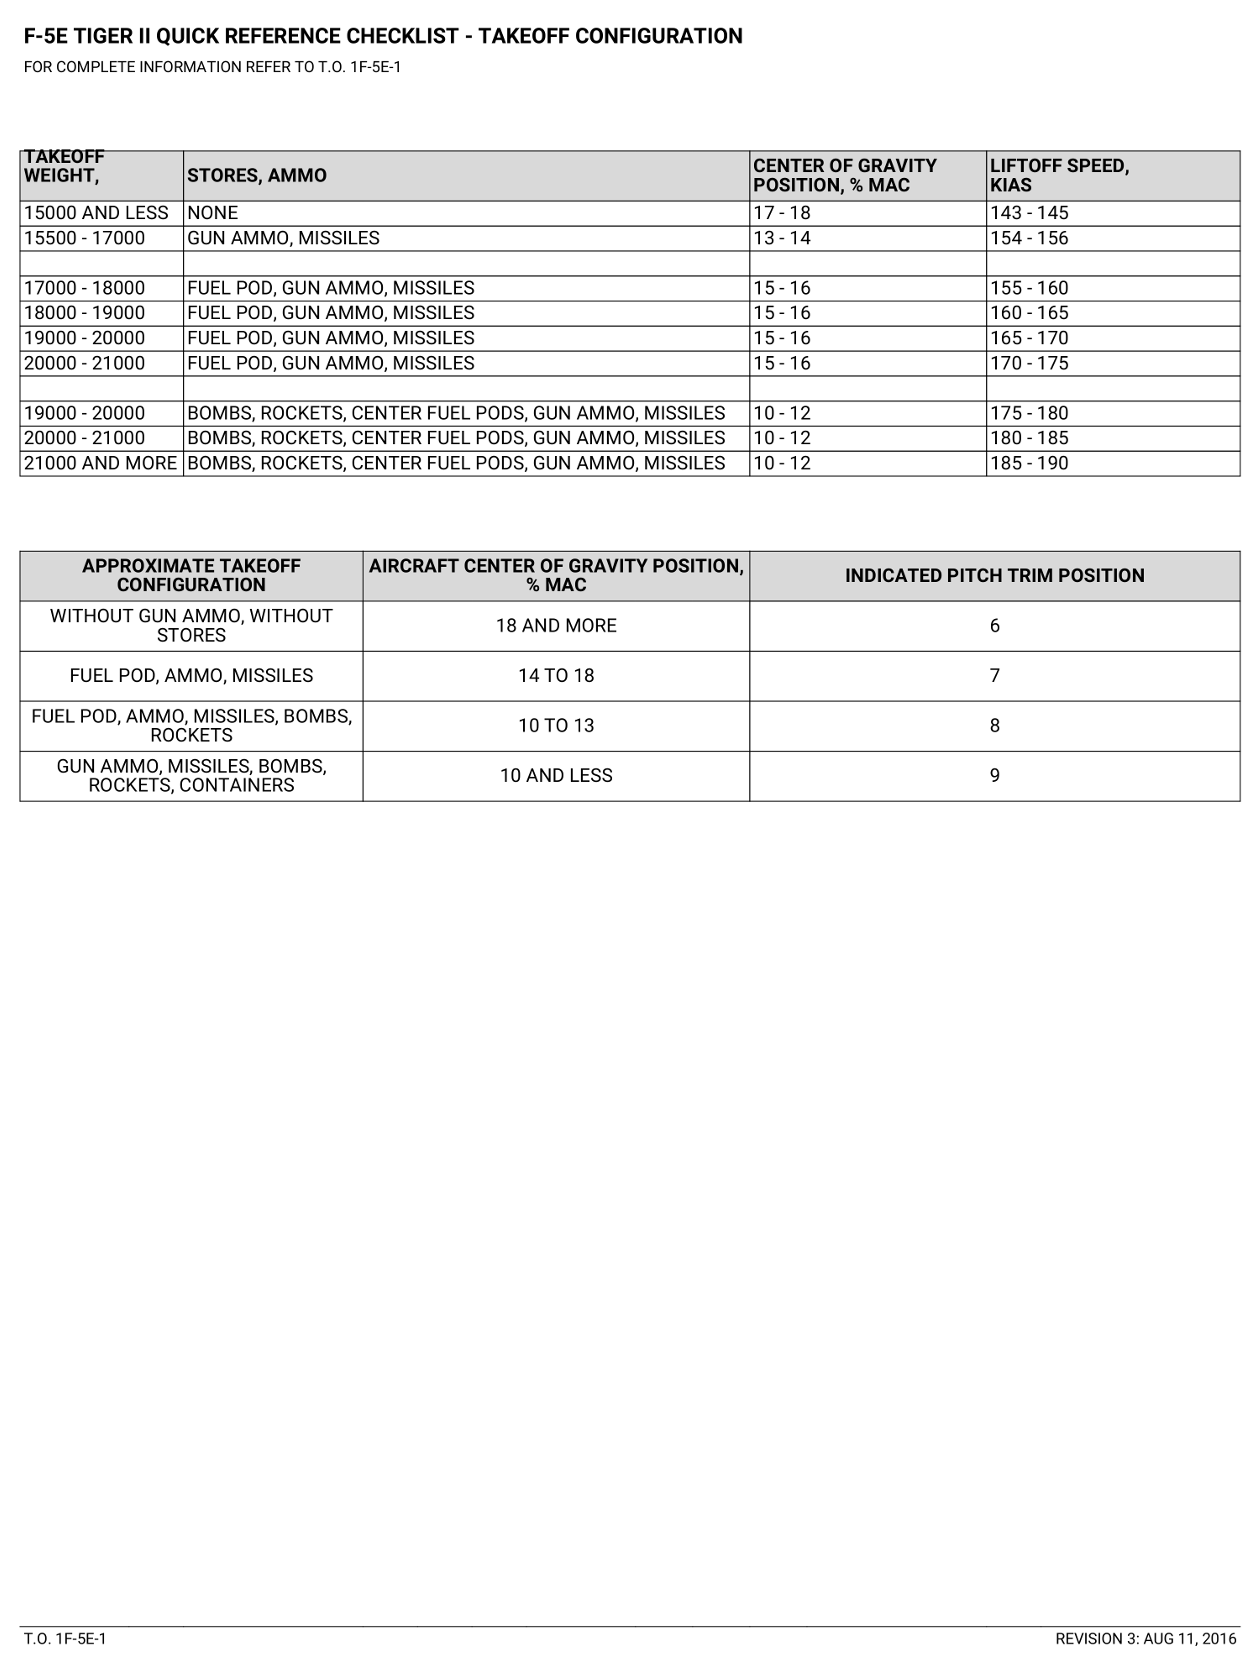 F-5E TIGER II QUICK REFERENCE CHECKLIST - TAKEOFF CONFIGURATION
FOR COMPLETE INFORMATION REFER TO T.O. 1F-5E-1
TAKEOFF WEIGHT, STORES, AMMO CENTER OF GRAVITY POSITION, % MAC LIFTOFF SPEED, KIAS
15000 AND LESS NONE 17 - 18 143 - 145
15500 - 17000 GUN AMMO, MISSILES 13 - 14 154 - 156
17000 - 18000 FUEL POD, GUN AMMO, MISSILES 15 - 16 155 - 160
18000 - 19000 FUEL POD, GUN AMMO, MISSILES 15 - 16 160 - 165
19000 - 20000 FUEL POD, GUN AMMO, MISSILES 15 - 16 165 - 170
20000 - 21000 FUEL POD, GUN AMMO, MISSILES 15 - 16 170 - 175
19000 - 20000 BOMBS, ROCKETS, CENTER FUEL PODS, GUN AMMO, MISSILES 10 - 12 175 - 180
20000 - 21000 BOMBS, ROCKETS, CENTER FUEL PODS, GUN AMMO, MISSILES 10 - 12 180 - 185
21000 AND MORE BOMBS, ROCKETS, CENTER FUEL PODS, GUN AMMO, MISSILES 10 - 12 185 - 190
APPROXIMATE TAKEOFF CONFIGURATION AIRCRAFT CENTER OF GRAVITY POSITION, % MAC INDICATED PITCH TRIM POSITION
WITHOUT GUN AMMO, WITHOUT STORES 18 AND MORE 6
FUEL POD, AMMO, MISSILES 14 TO 18 7
FUEL POD, AMMO, MISSILES, BOMBS, ROCKETS 10 TO 13 8
GUN AMMO, MISSILES, BOMBS, ROCKETS, CONTAINERS 10 AND LESS 9
T.O. 1F-5E-1 REVISION 3: AUG 11, 2016